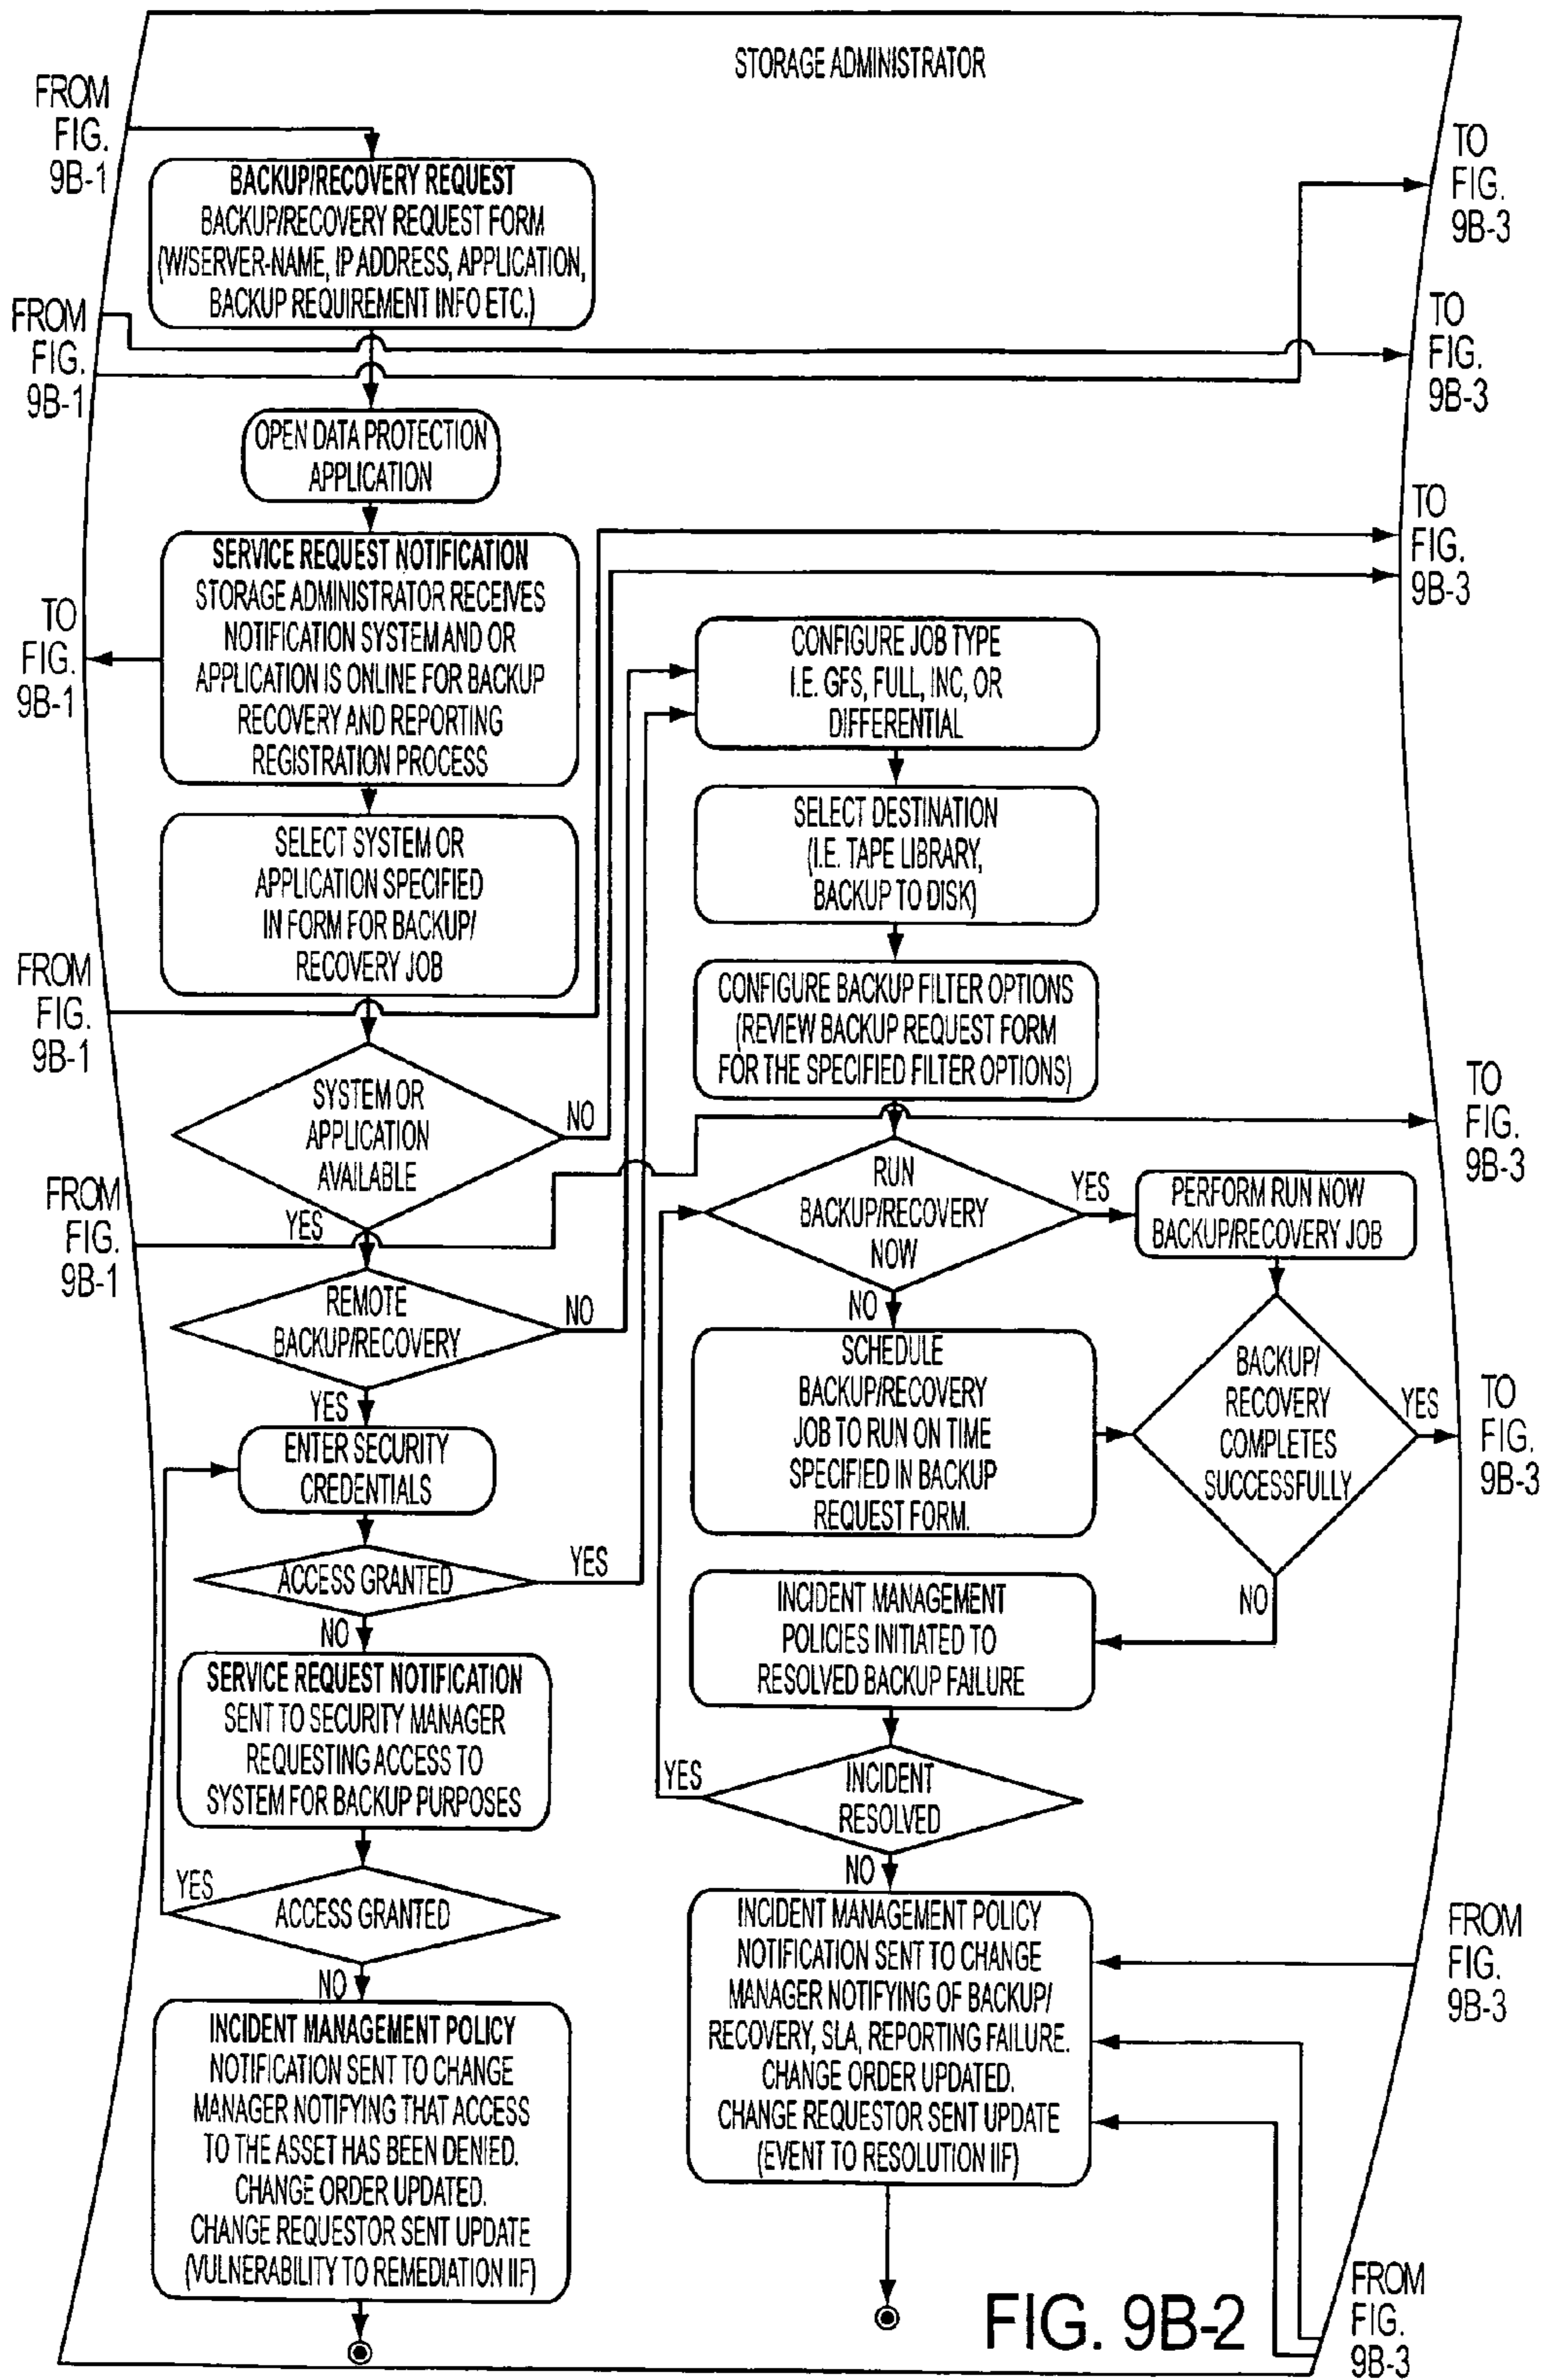 STORAGE ADMINISTRATOR
FROM
FIG.
9B-1
TO
FIG.
9B-3
BACKUP/RECOVERY REQUEST
BACKUP/RECOVERY REQUEST FORM
(W/SERVER-NAME, IP ADDRESS, APPLICATION,
BACKUP REQUIREMENT INFO ETC.)
FROM
FIG.
9B-1
TO
FIG.
9B-3
OPEN DATA PROTECTION
APPLICATION
TO
FIG.
9B-3
SERVICE REQUEST NOTIFICATION
STORAGE ADMINISTRATOR RECEIVES
NOTIFICATION SYSTEM AND OR
APPLICATION IS ONLINE FOR BACKUP
RECOVERY AND REPORTING
REGISTRATION PROCESS
TO
FIG.
9B-1
SELECT SYSTEM OR
APPLICATION SPECIFIED
IN FORM FOR BACKUP/
RECOVERY JOB
FROM
FIG.
9B-1
SYSTEM OR
APPLICATION
AVAILABLE
NO
YES
FROM
FIG.
9B-1
REMOTE
BACKUP/RECOVERY
NO
YES
ENTER SECURITY
CREDENTIALS
ACCESS GRANTED
YES
NO
SERVICE REQUEST NOTIFICATION
SENT TO SECURITY MANAGER
REQUESTING ACCESS TO
SYSTEM FOR BACKUP PURPOSES
YES
ACCESS GRANTED
NO
INCIDENT MANAGEMENT POLICY
NOTIFICATION SENT TO CHANGE
MANAGER NOTIFYING THAT ACCESS
TO THE ASSET HAS BEEN DENIED.
CHANGE ORDER UPDATED.
CHANGE REQUESTOR SENT UPDATE
(VULNERABILITY TO REMEDIATION IIF)
CONFIGURE JOB TYPE
I.E. GFS, FULL, INC, OR
DIFFERENTIAL
SELECT DESTINATION
(I.E. TAPE LIBRARY,
BACKUP TO DISK)
CONFIGURE BACKUP FILTER OPTIONS
(REVIEW BACKUP REQUEST FORM
FOR THE SPECIFIED FILTER OPTIONS)
TO
FIG.
9B-3
RUN
BACKUP/RECOVERY
NOW
YES
NO
PERFORM RUN NOW
BACKUP/RECOVERY JOB
SCHEDULE
BACKUP/RECOVERY
JOB TO RUN ON TIME
SPECIFIED IN BACKUP
REQUEST FORM.
BACKUP/
RECOVERY
COMPLETES
SUCCESSFULLY
YES
NO
TO
FIG.
9B-3
INCIDENT MANAGEMENT
POLICIES INITIATED TO
RESOLVED BACKUP FAILURE
YES
INCIDENT
RESOLVED
NO
INCIDENT MANAGEMENT POLICY
NOTIFICATION SENT TO CHANGE
MANAGER NOTIFYING OF BACKUP/
RECOVERY, SLA, REPORTING FAILURE.
CHANGE ORDER UPDATED.
CHANGE REQUESTOR SENT UPDATE
(EVENT TO RESOLUTION IIF)
FROM
FIG.
9B-3
FROM
FIG.
9B-3
FIG. 9B-2